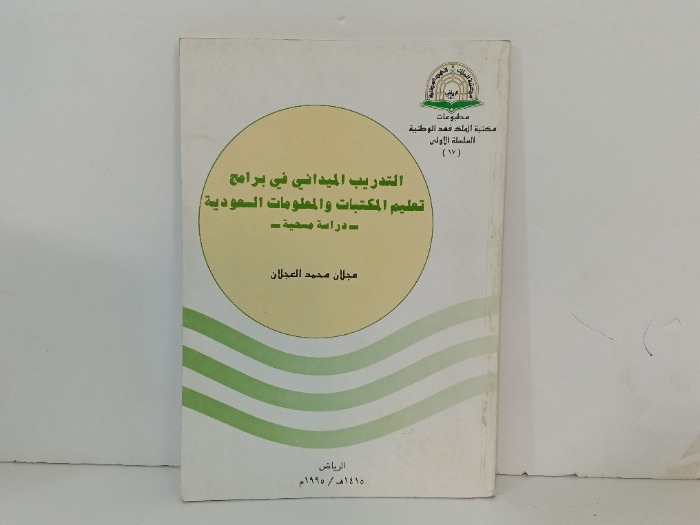 مطبوعات
مكتبة الملك فهد الوطنية
السلسلة الأولى
(١٧)
التدريب الميداني في برامج
تعليم المكتبات والمعلومات السعودية
ـ دراسة مسحية ـ
عجلان محمد العجلان
الرياض
١٤١٥هـ / ١٩٩٥م